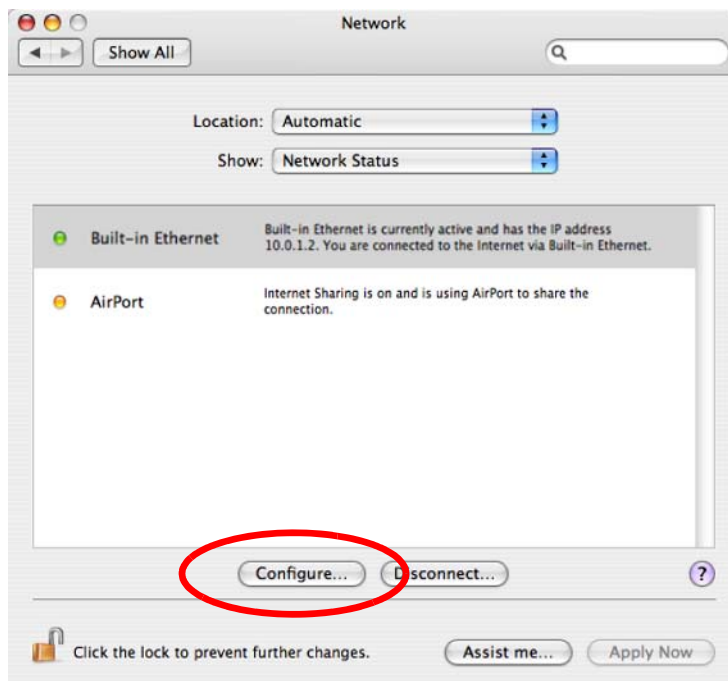 Network
Show All
Location: Automatic
Show: Network Status
Built-in Ethernet
Built-in Ethernet is currently active and has the IP address
10.0.1.2. You are connected to the Internet via Built-in Ethernet.
AirPort
Internet Sharing is on and is using AirPort to share the
connection.
Configure... Disconnect... ?
Click the lock to prevent further changes. Assist me... Apply Now